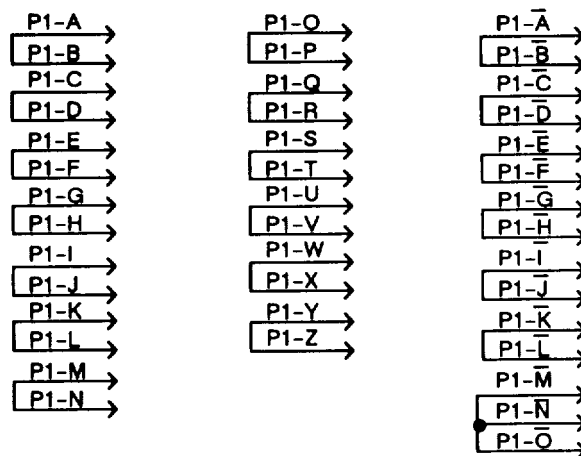 P1-A
P1-B
P1-C
P1-D
P1-E
P1-F
P1-G
P1-H
P1-I
P1-J
P1-K
P1-L
P1-M
P1-N
P1-O
P1-P
P1-Q
P1-R
P1-S
P1-T
P1-U
P1-V
P1-W
P1-X
P1-Y
P1-Z
P1-A̅
P1-B̅
P1-C̅
P1-D̅
P1-E̅
P1-F̅
P1-G̅
P1-H̅
P1-I̅
P1-J̅
P1-K̅
P1-L̅
P1-M̅
P1-N̅
P1-O̅